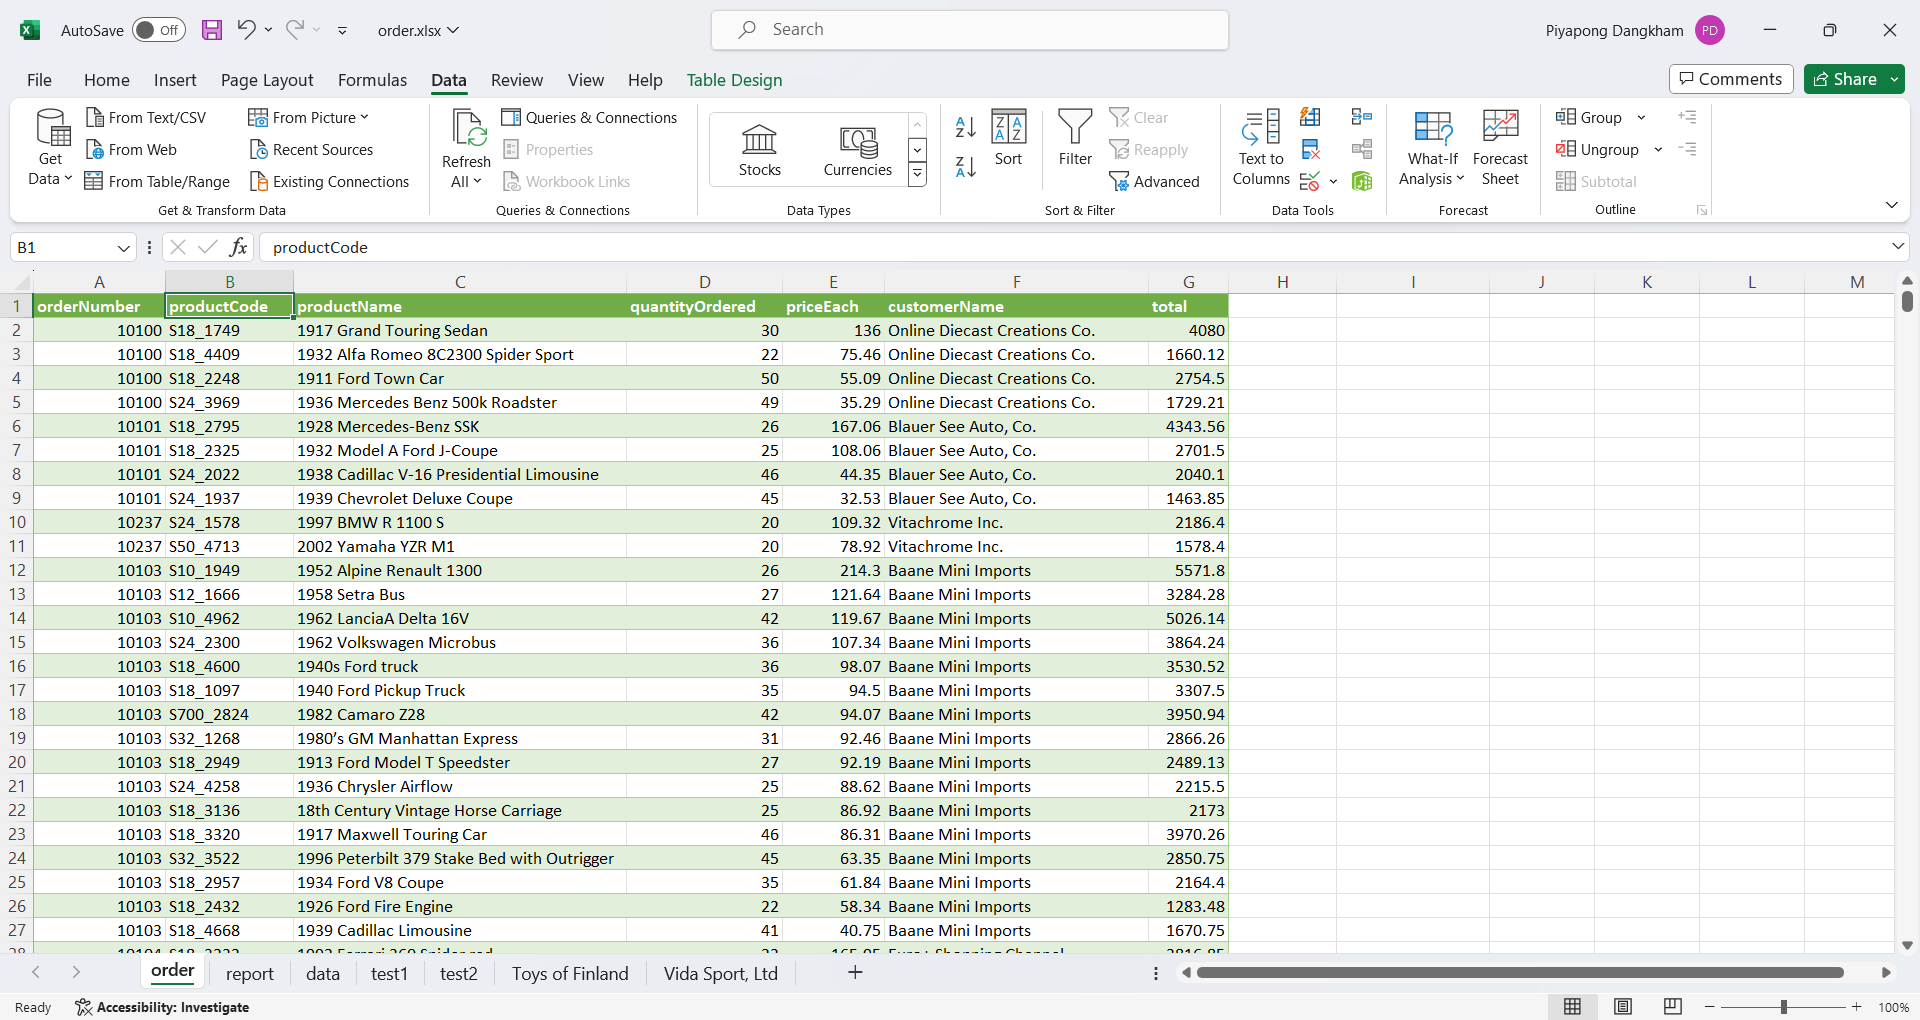 AutoSave Off order.xlsx Search Piyapong Dangkham PD
File Home Insert Page Layout Formulas Data Review View Help Table Design Comments Share
Get Data
From Text/CSV
From Web
From Table/Range
From Picture
Recent Sources
Existing Connections
Get & Transform Data
Refresh All
Queries & Connections
Properties
Workbook Links
Queries & Connections
Stocks Currencies
Data Types
Sort
Filter
Clear
Reapply
Advanced
Sort & Filter
Text to Columns
Data Tools
What-If Analysis
Forecast Sheet
Forecast
Group
Ungroup
Subtotal
Outline
B1 fx productCode
A B C D E F G H I J K L M
1 orderNumber productCode productName quantityOrdered priceEach customerName total
2 10100 S18_1749 1917 Grand Touring Sedan 30 136 Online Diecast Creations Co. 4080
3 10100 S18_4409 1932 Alfa Romeo 8C2300 Spider Sport 22 75.46 Online Diecast Creations Co. 1660.12
4 10100 S18_2248 1911 Ford Town Car 50 55.09 Online Diecast Creations Co. 2754.5
5 10100 S24_3969 1936 Mercedes Benz 500k Roadster 49 35.29 Online Diecast Creations Co. 1729.21
6 10101 S18_2795 1928 Mercedes-Benz SSK 26 167.06 Blauer See Auto, Co. 4343.56
7 10101 S18_2325 1932 Model A Ford J-Coupe 25 108.06 Blauer See Auto, Co. 2701.5
8 10101 S24_2022 1938 Cadillac V-16 Presidential Limousine 46 44.35 Blauer See Auto, Co. 2040.1
9 10101 S24_1937 1939 Chevrolet Deluxe Coupe 45 32.53 Blauer See Auto, Co. 1463.85
10 10237 S24_1578 1997 BMW R 1100 S 20 109.32 Vitachrome Inc. 2186.4
11 10237 S50_4713 2002 Yamaha YZR M1 20 78.92 Vitachrome Inc. 1578.4
12 10103 S10_1949 1952 Alpine Renault 1300 26 214.3 Baane Mini Imports 5571.8
13 10103 S12_1666 1958 Setra Bus 27 121.64 Baane Mini Imports 3284.28
14 10103 S10_4962 1962 LanciaA Delta 16V 42 119.67 Baane Mini Imports 5026.14
15 10103 S24_2300 1962 Volkswagen Microbus 36 107.34 Baane Mini Imports 3864.24
16 10103 S18_4600 1940s Ford truck 36 98.07 Baane Mini Imports 3530.52
17 10103 S18_1097 1940 Ford Pickup Truck 35 94.5 Baane Mini Imports 3307.5
18 10103 S700_2824 1982 Camaro Z28 42 94.07 Baane Mini Imports 3950.94
19 10103 S32_1268 1980’s GM Manhattan Express 31 92.46 Baane Mini Imports 2866.26
20 10103 S18_2949 1913 Ford Model T Speedster 27 92.19 Baane Mini Imports 2489.13
21 10103 S24_4258 1936 Chrysler Airflow 25 88.62 Baane Mini Imports 2215.5
22 10103 S18_3136 18th Century Vintage Horse Carriage 25 86.92 Baane Mini Imports 2173
23 10103 S18_3320 1917 Maxwell Touring Car 46 86.31 Baane Mini Imports 3970.26
24 10103 S32_3522 1996 Peterbilt 379 Stake Bed with Outrigger 45 63.35 Baane Mini Imports 2850.75
25 10103 S18_2957 1934 Ford V8 Coupe 35 61.84 Baane Mini Imports 2164.4
26 10103 S18_2432 1926 Ford Fire Engine 22 58.34 Baane Mini Imports 1283.48
27 10103 S18_4668 1939 Cadillac Limousine 41 40.75 Baane Mini Imports 1670.75
order report data test1 test2 Toys of Finland Vida Sport, Ltd
Ready Accessibility: Investigate 100%